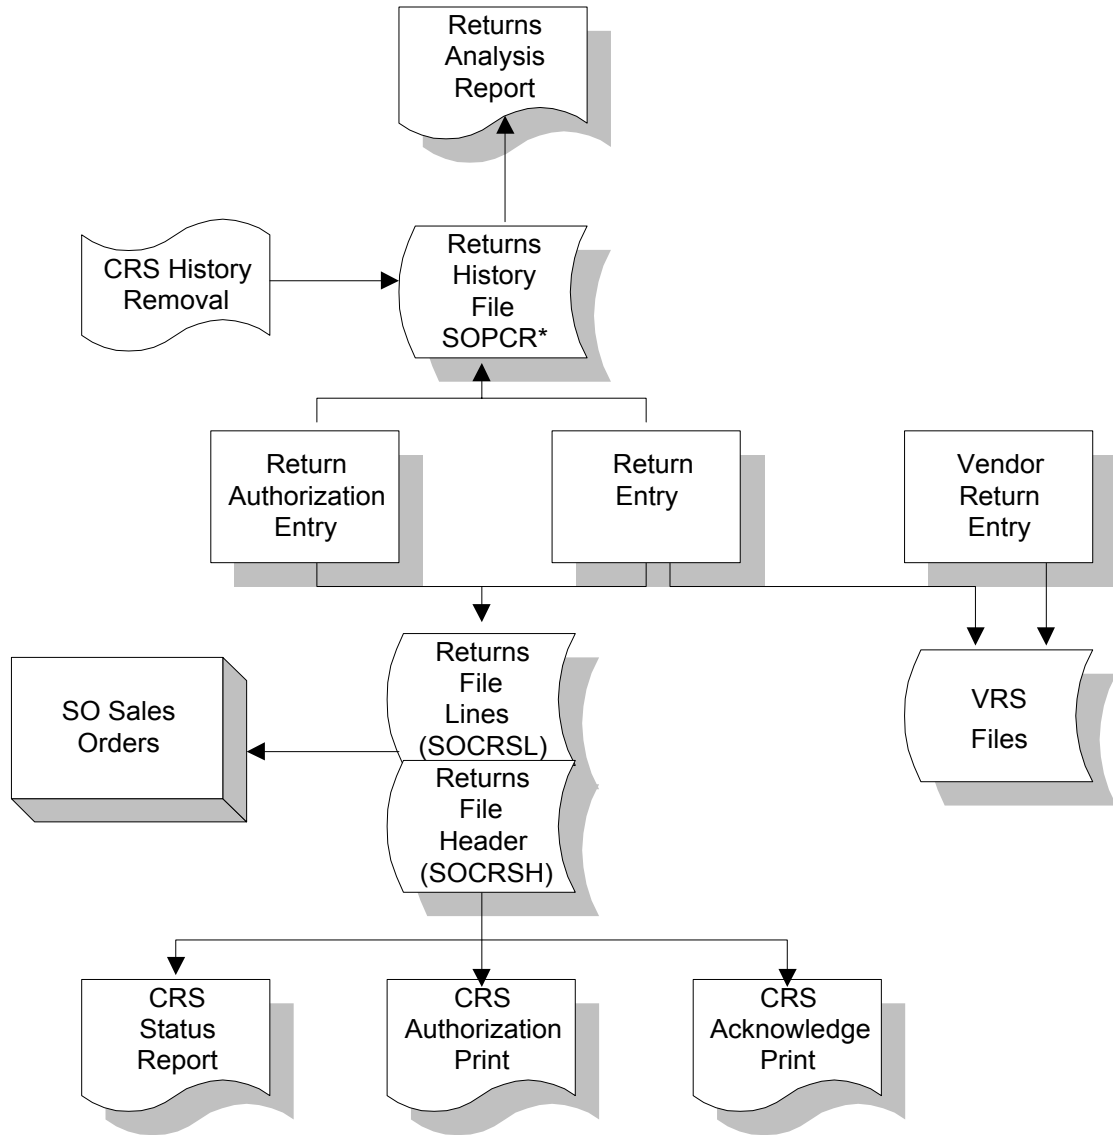 Returns
Analysis
Report
CRS History
Removal
Returns
History
File
SOPCR*
Return
Authorization
Entry
Return
Entry
Vendor
Return
Entry
Returns
File
Lines
(SOCRSL)
SO Sales
Orders
VRS
Files
Returns
File
Header
(SOCRSH)
CRS
Status
Report
CRS
Authorization
Print
CRS
Acknowledge
Print